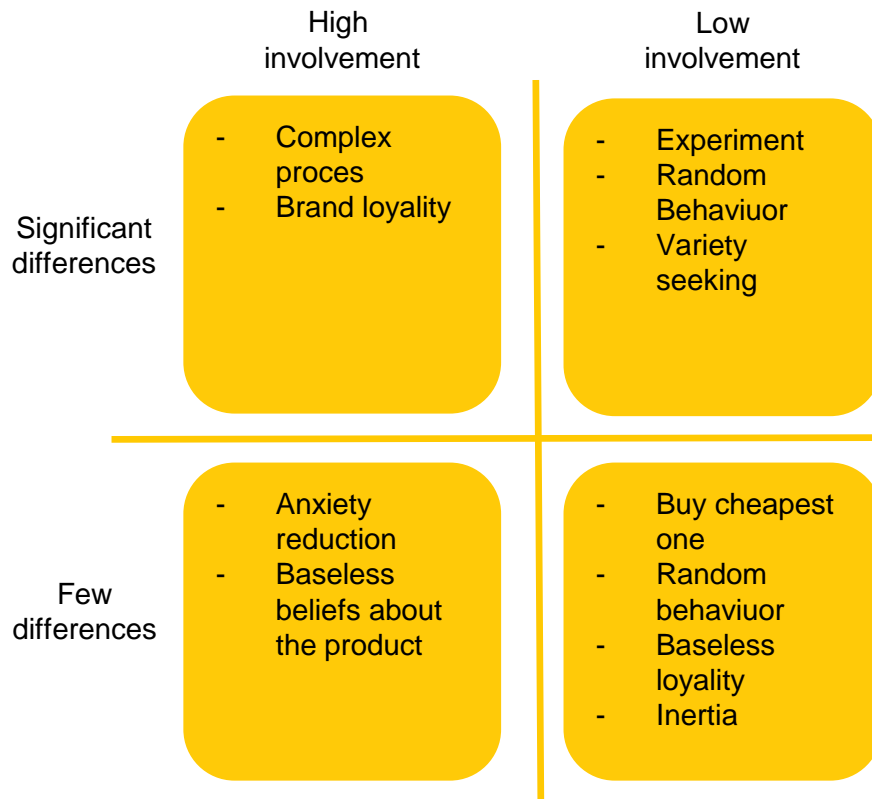 High
involvement
Low
involvement
Significant
differences
- Complex
proces
- Brand loyality
- Experiment
- Random
Behaviuor
- Variety
seeking
Few
differences
- Anxiety
reduction
- Baseless
beliefs about
the product
- Buy cheapest
one
- Random
behaviuor
- Baseless
loyality
- Inertia